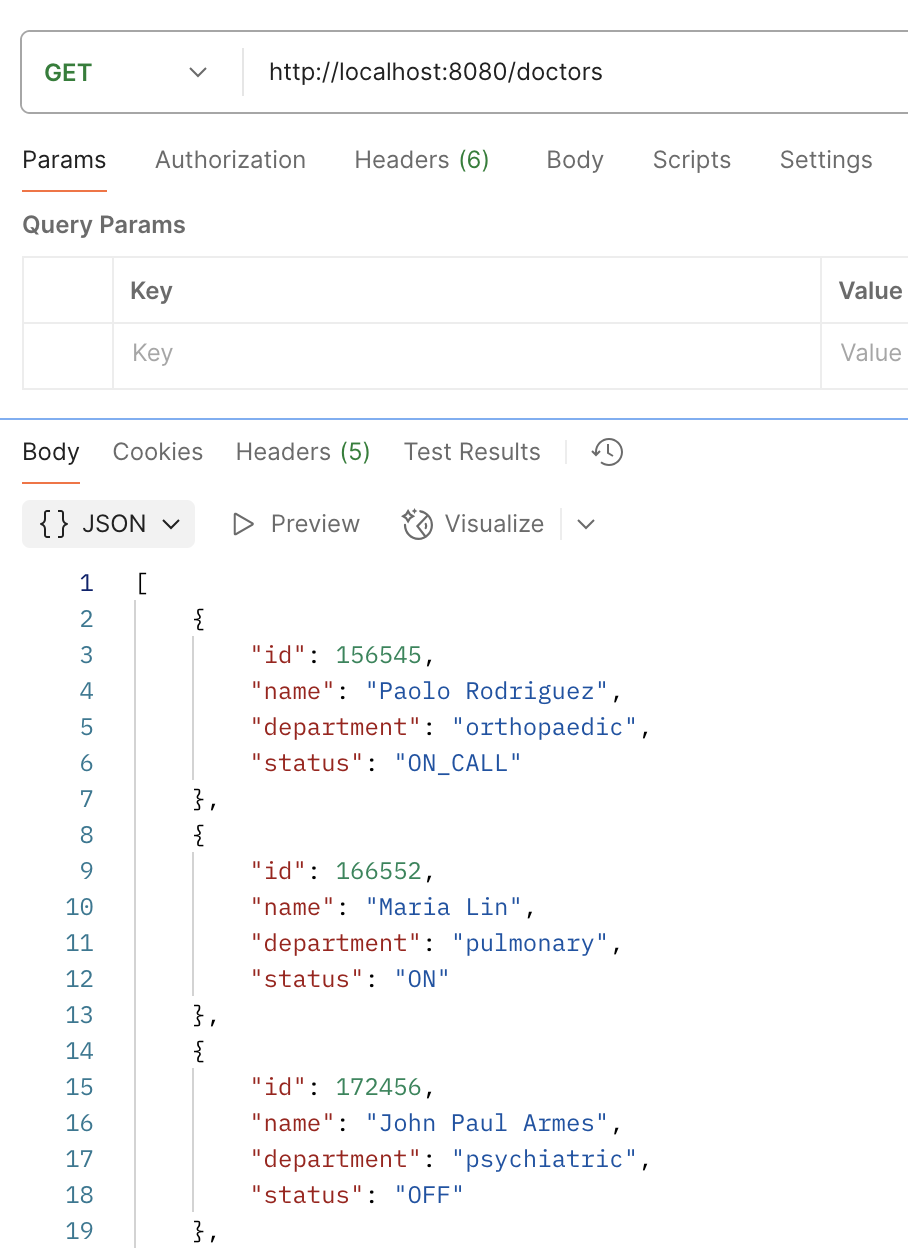 GET http://localhost:8080/doctors
Params Authorization Headers (6) Body Scripts Settings
Query Params
Key Value
Key Value
Body Cookies Headers (5) Test Results
{} JSON Preview Visualize
1 [
2 {
3 "id": 156545,
4 "name": "Paolo Rodriguez",
5 "department": "orthopaedic",
6 "status": "ON_CALL"
7 },
8 {
9 "id": 166552,
10 "name": "Maria Lin",
11 "department": "pulmonary",
12 "status": "ON"
13 },
14 {
15 "id": 172456,
16 "name": "John Paul Armes",
17 "department": "psychiatric",
18 "status": "OFF"
19 },